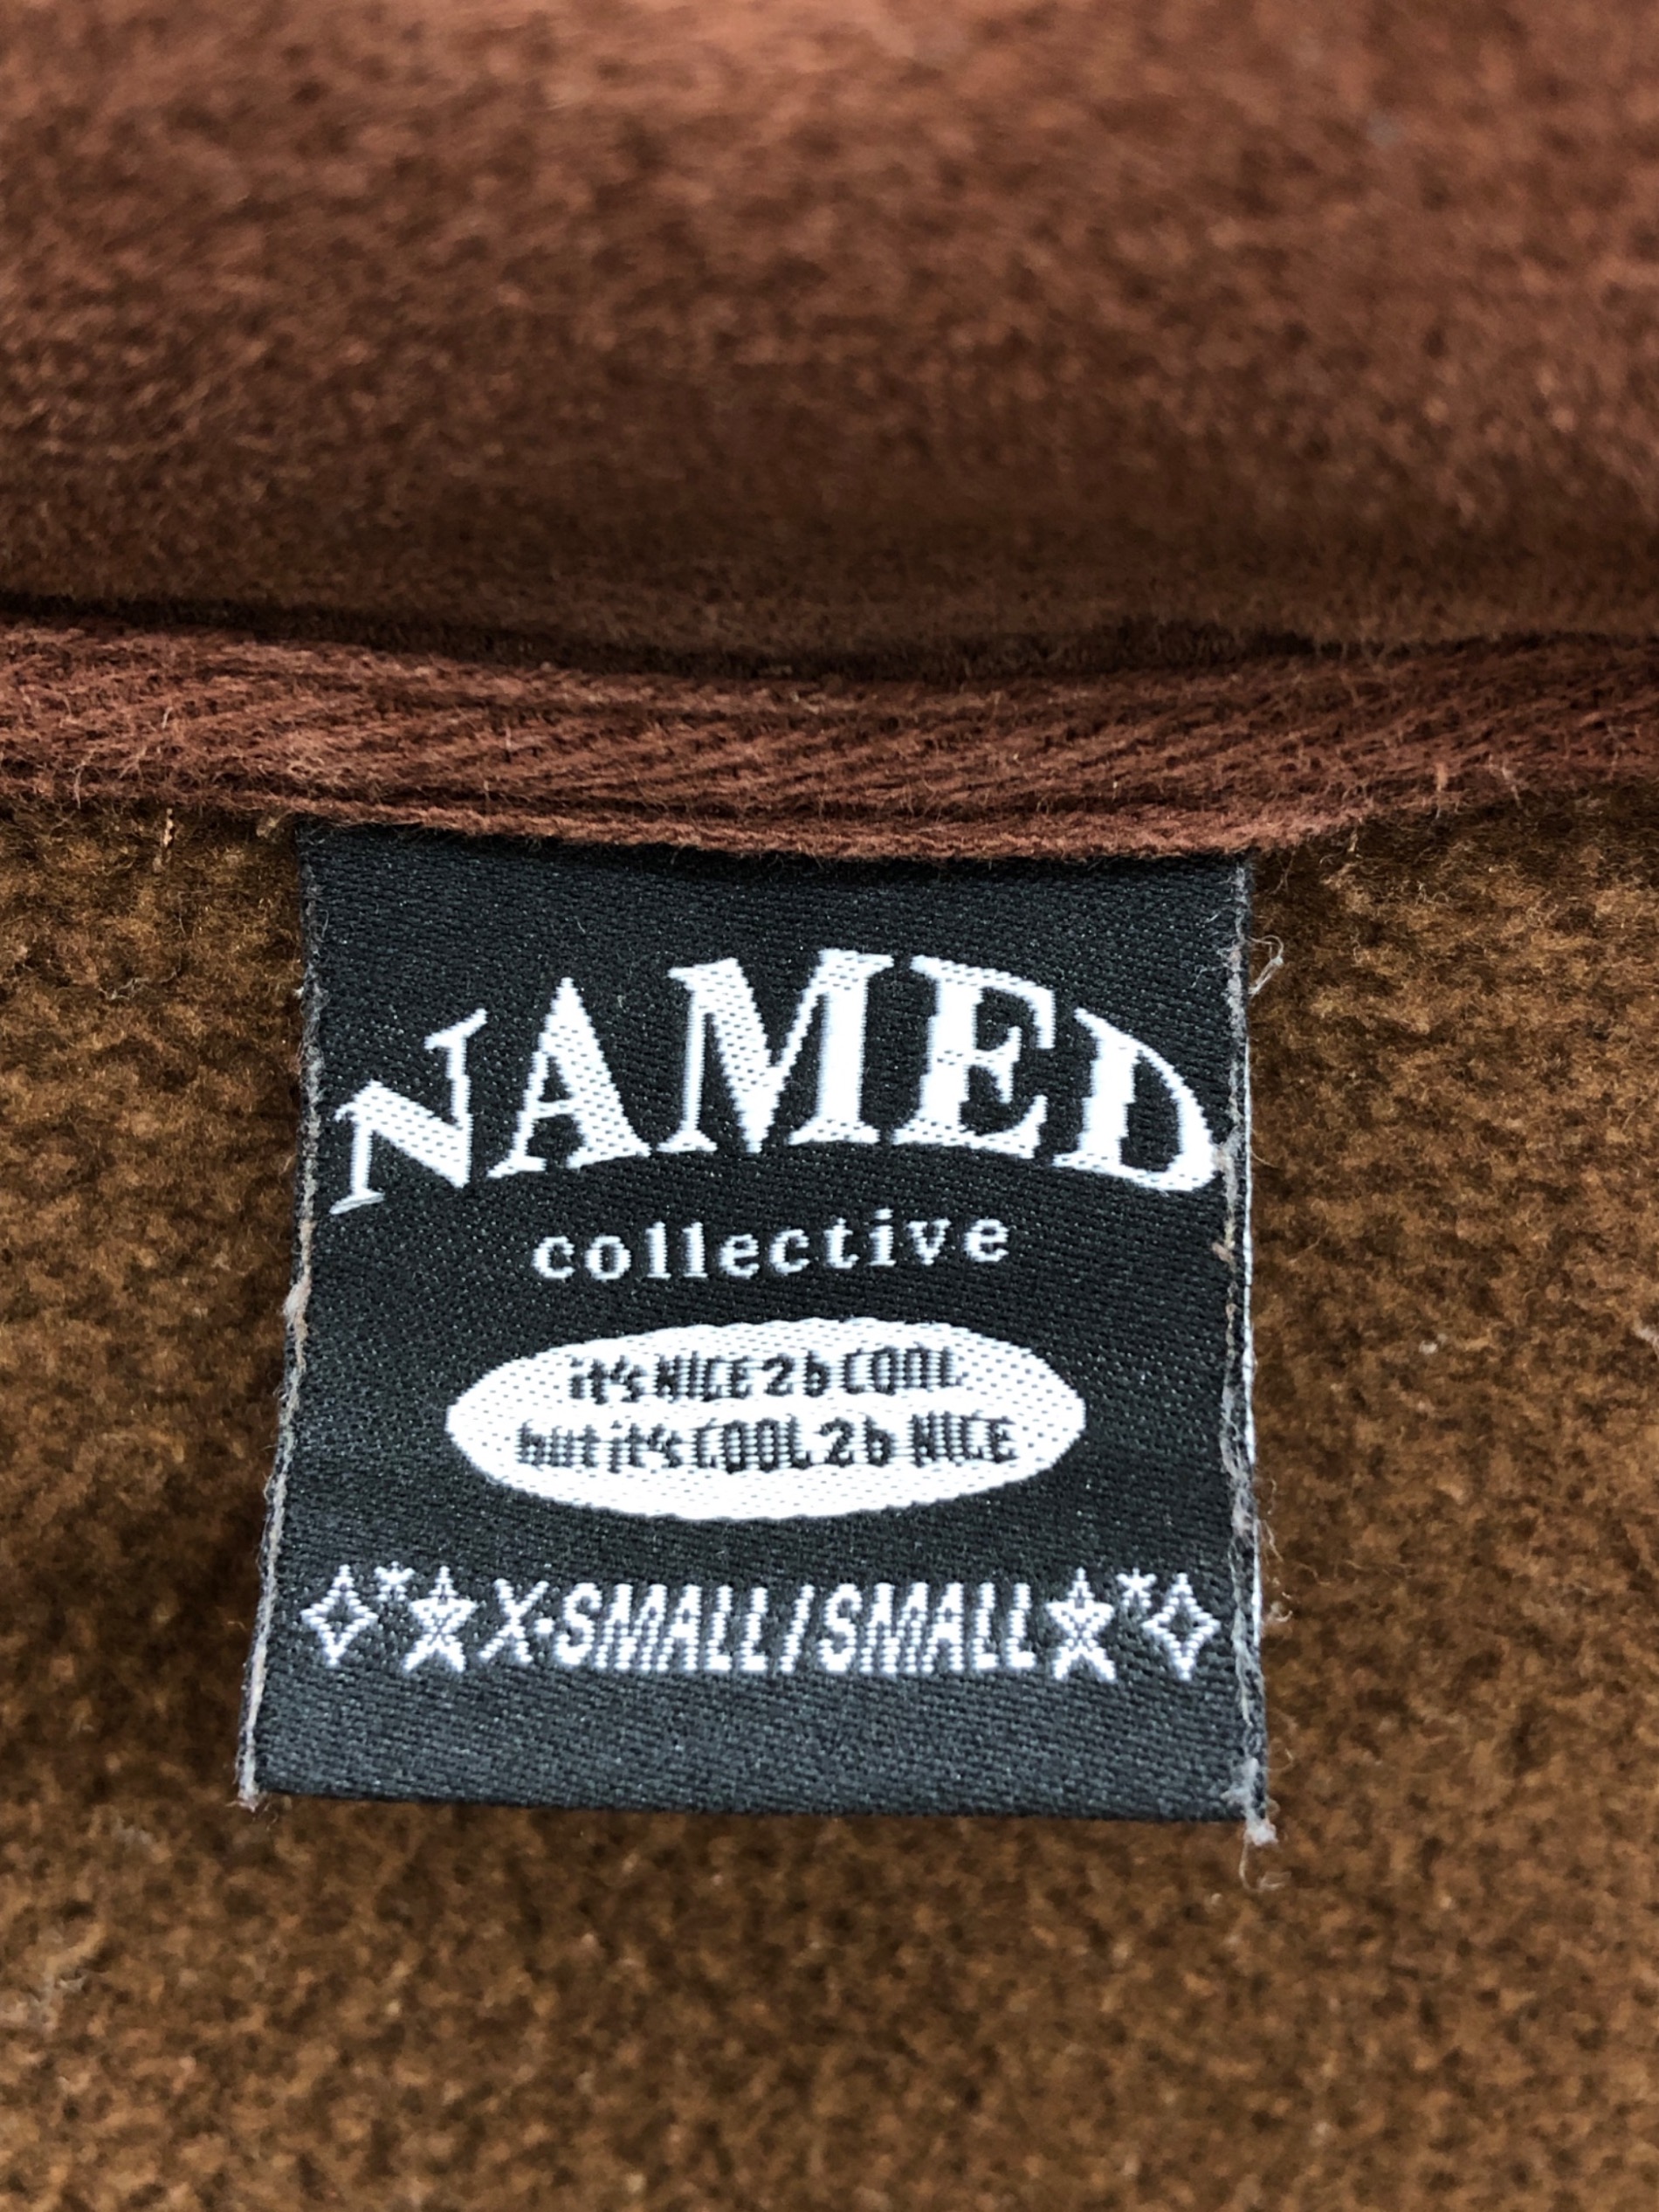 NAMED
collective
it's NICE 2b COOL
but it's COOL 2b NICE
X-SMALL/SMALL